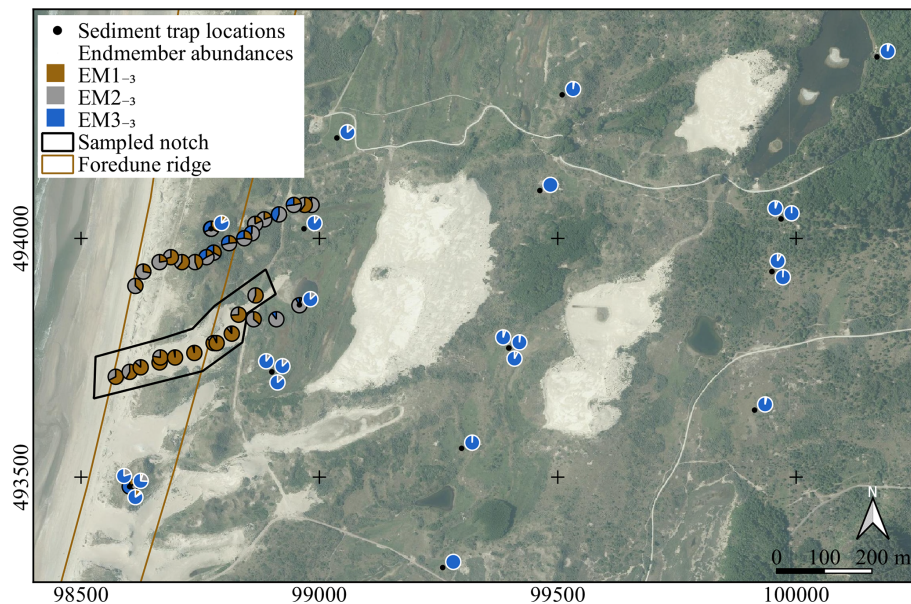 Sediment trap locations
Endmember abundances
EM1₋₃
EM2₋₃
EM3₋₃
Sampled notch
Foredune ridge
494000
493500
N
0 100 200 m
98500 99000 99500 100000